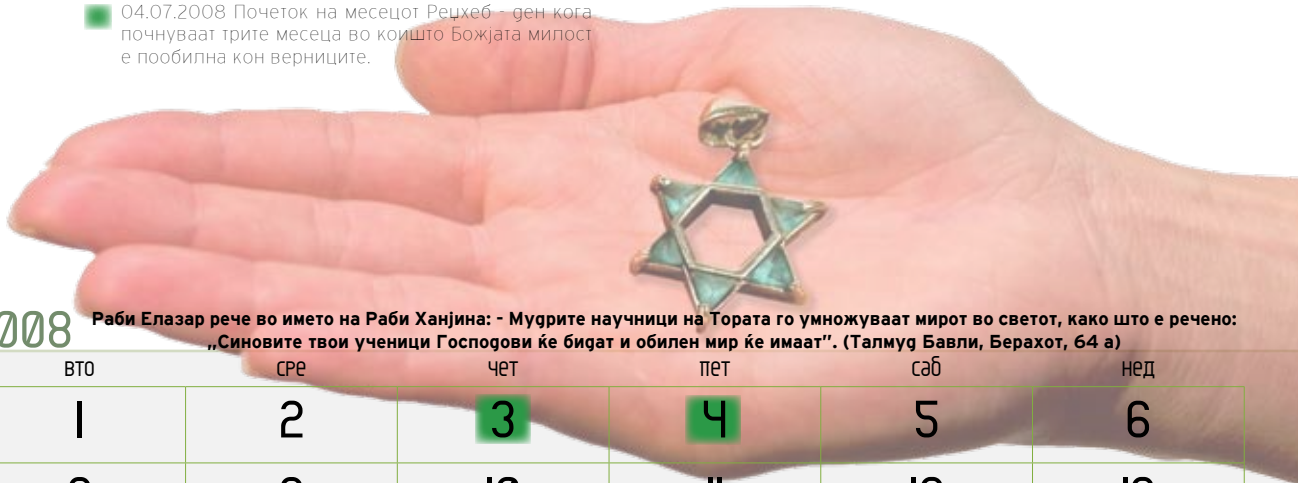 04.07.2008 Почеток на месецот Реџхеб - ден кога
почнуваат трите месеца во коишто Божјата милост
е пообилна кон верниците.
008 Раби Елазар рече во името на Раби Ханјина: - Мудрите научници на Тората го умножуваат мирот во светот, како што е речено:
„Синовите твои ученици Господови ќе бидат и обилен мир ќе имаат”. (Талмуд Бавли, Берахот, 64 а)
вто сре чет пет саб нед
1 2 3 4 5 6